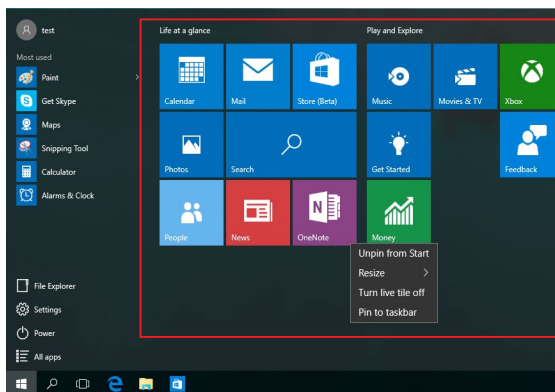 test
Most used
Paint
Get Skype
Maps
Snipping Tool
Calculator
Alarms & Clock
File Explorer
Settings
Power
All apps
Life at a glance
Calendar
Mail
Store (Beta)
Photos
Search
People
News
OneNote
Play and Explore
Music
Movies & TV
Xbox
Get Started
Feedback
Money
Unpin from Start
Resize
Turn live tile off
Pin to taskbar